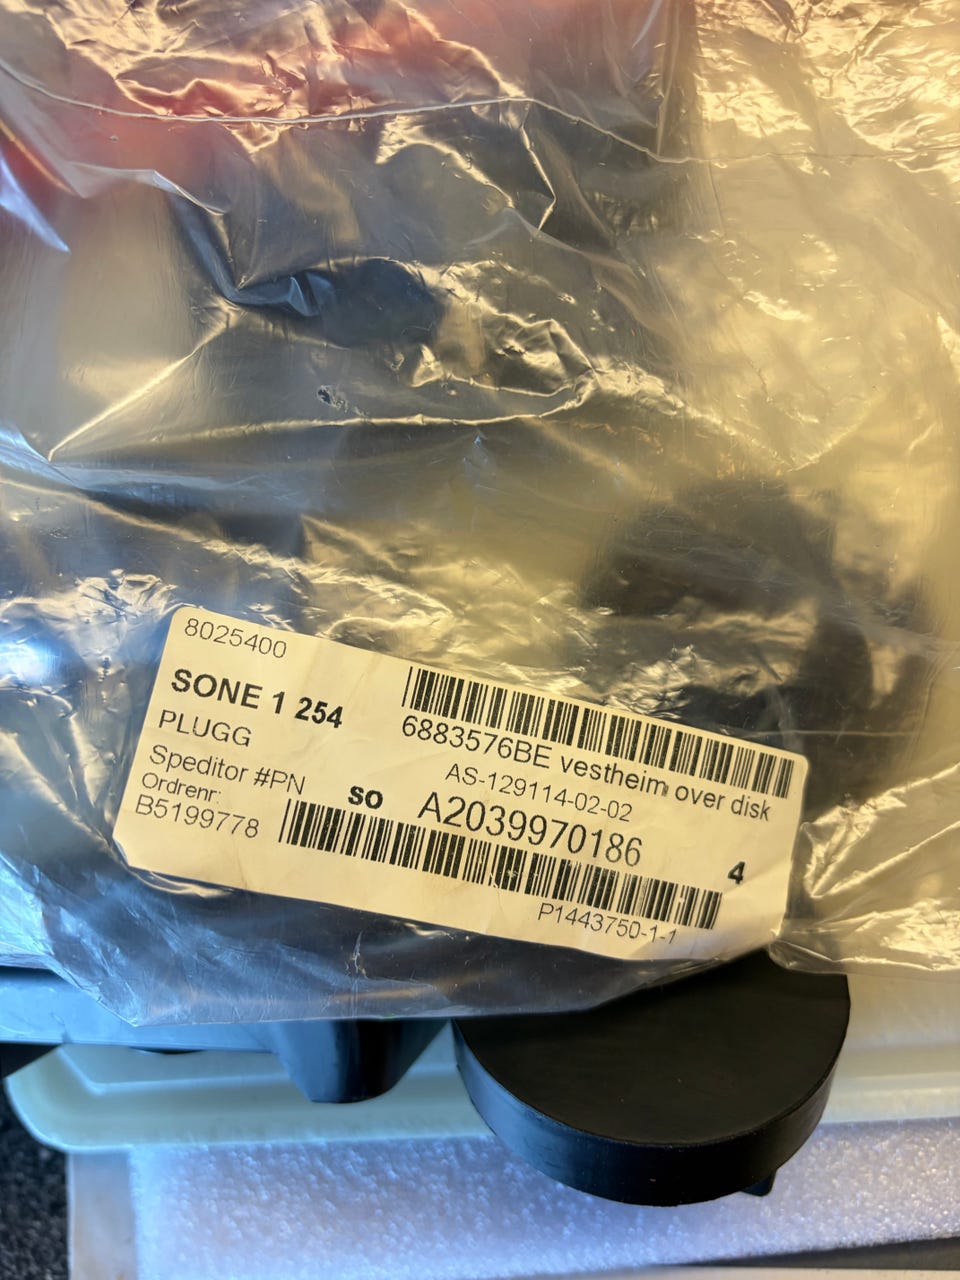 8025400
SONE 1 254
PLUGG
Speditor #PN
Ordrenr:
B5199778
6883576BE vestheim over disk
AS-129114-02-02
SO A2039970186
4
P1443750-1-1